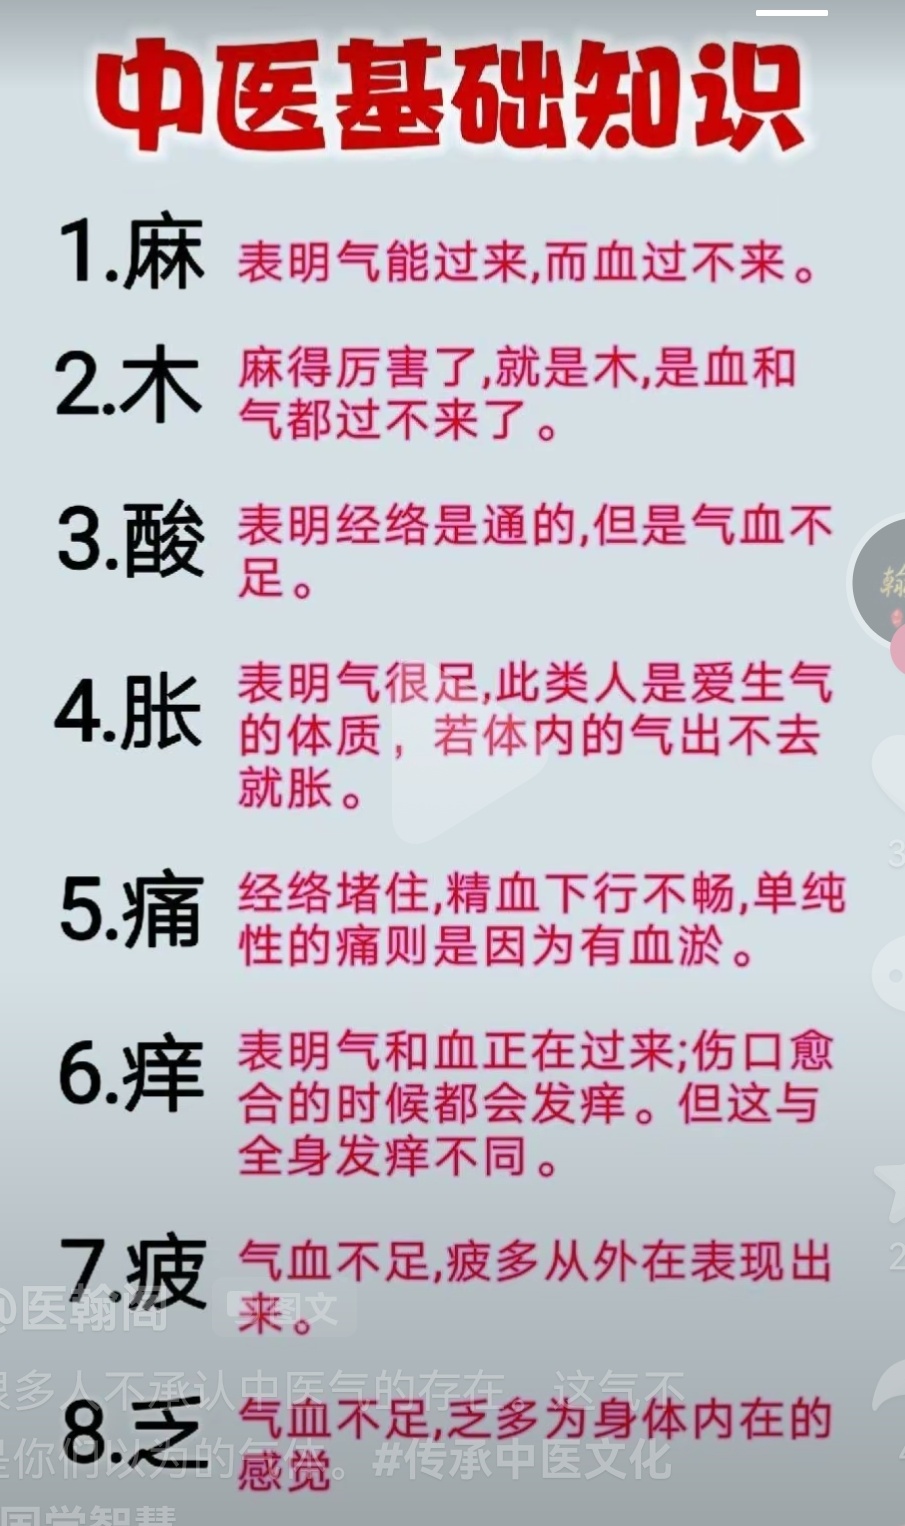 中医基础知识
1.麻 表明气能过来,而血过不来。
2.木 麻得厉害了,就是木,是血和
气都过不来了。
3.酸 表明经络是通的,但是气血不
足。
4.胀 表明气很足,此类人是爱生气
的体质，若体内的气出不去
就胀。
5.痛 经络堵住,精血下行不畅,单纯
性的痛则是因为有血淤。
6.痒 表明气和血正在过来;伤口愈
合的时候都会发痒。但这与
全身发痒不同。
7.疲 气血不足,疲多从外在表现出
来。
@医翰阁 图文
很多人不承认中医气的存在。这气不
8.乏 气血不足,乏多为身体内在的
感觉
是你们以为的气体。#传承中医文化
国学智慧